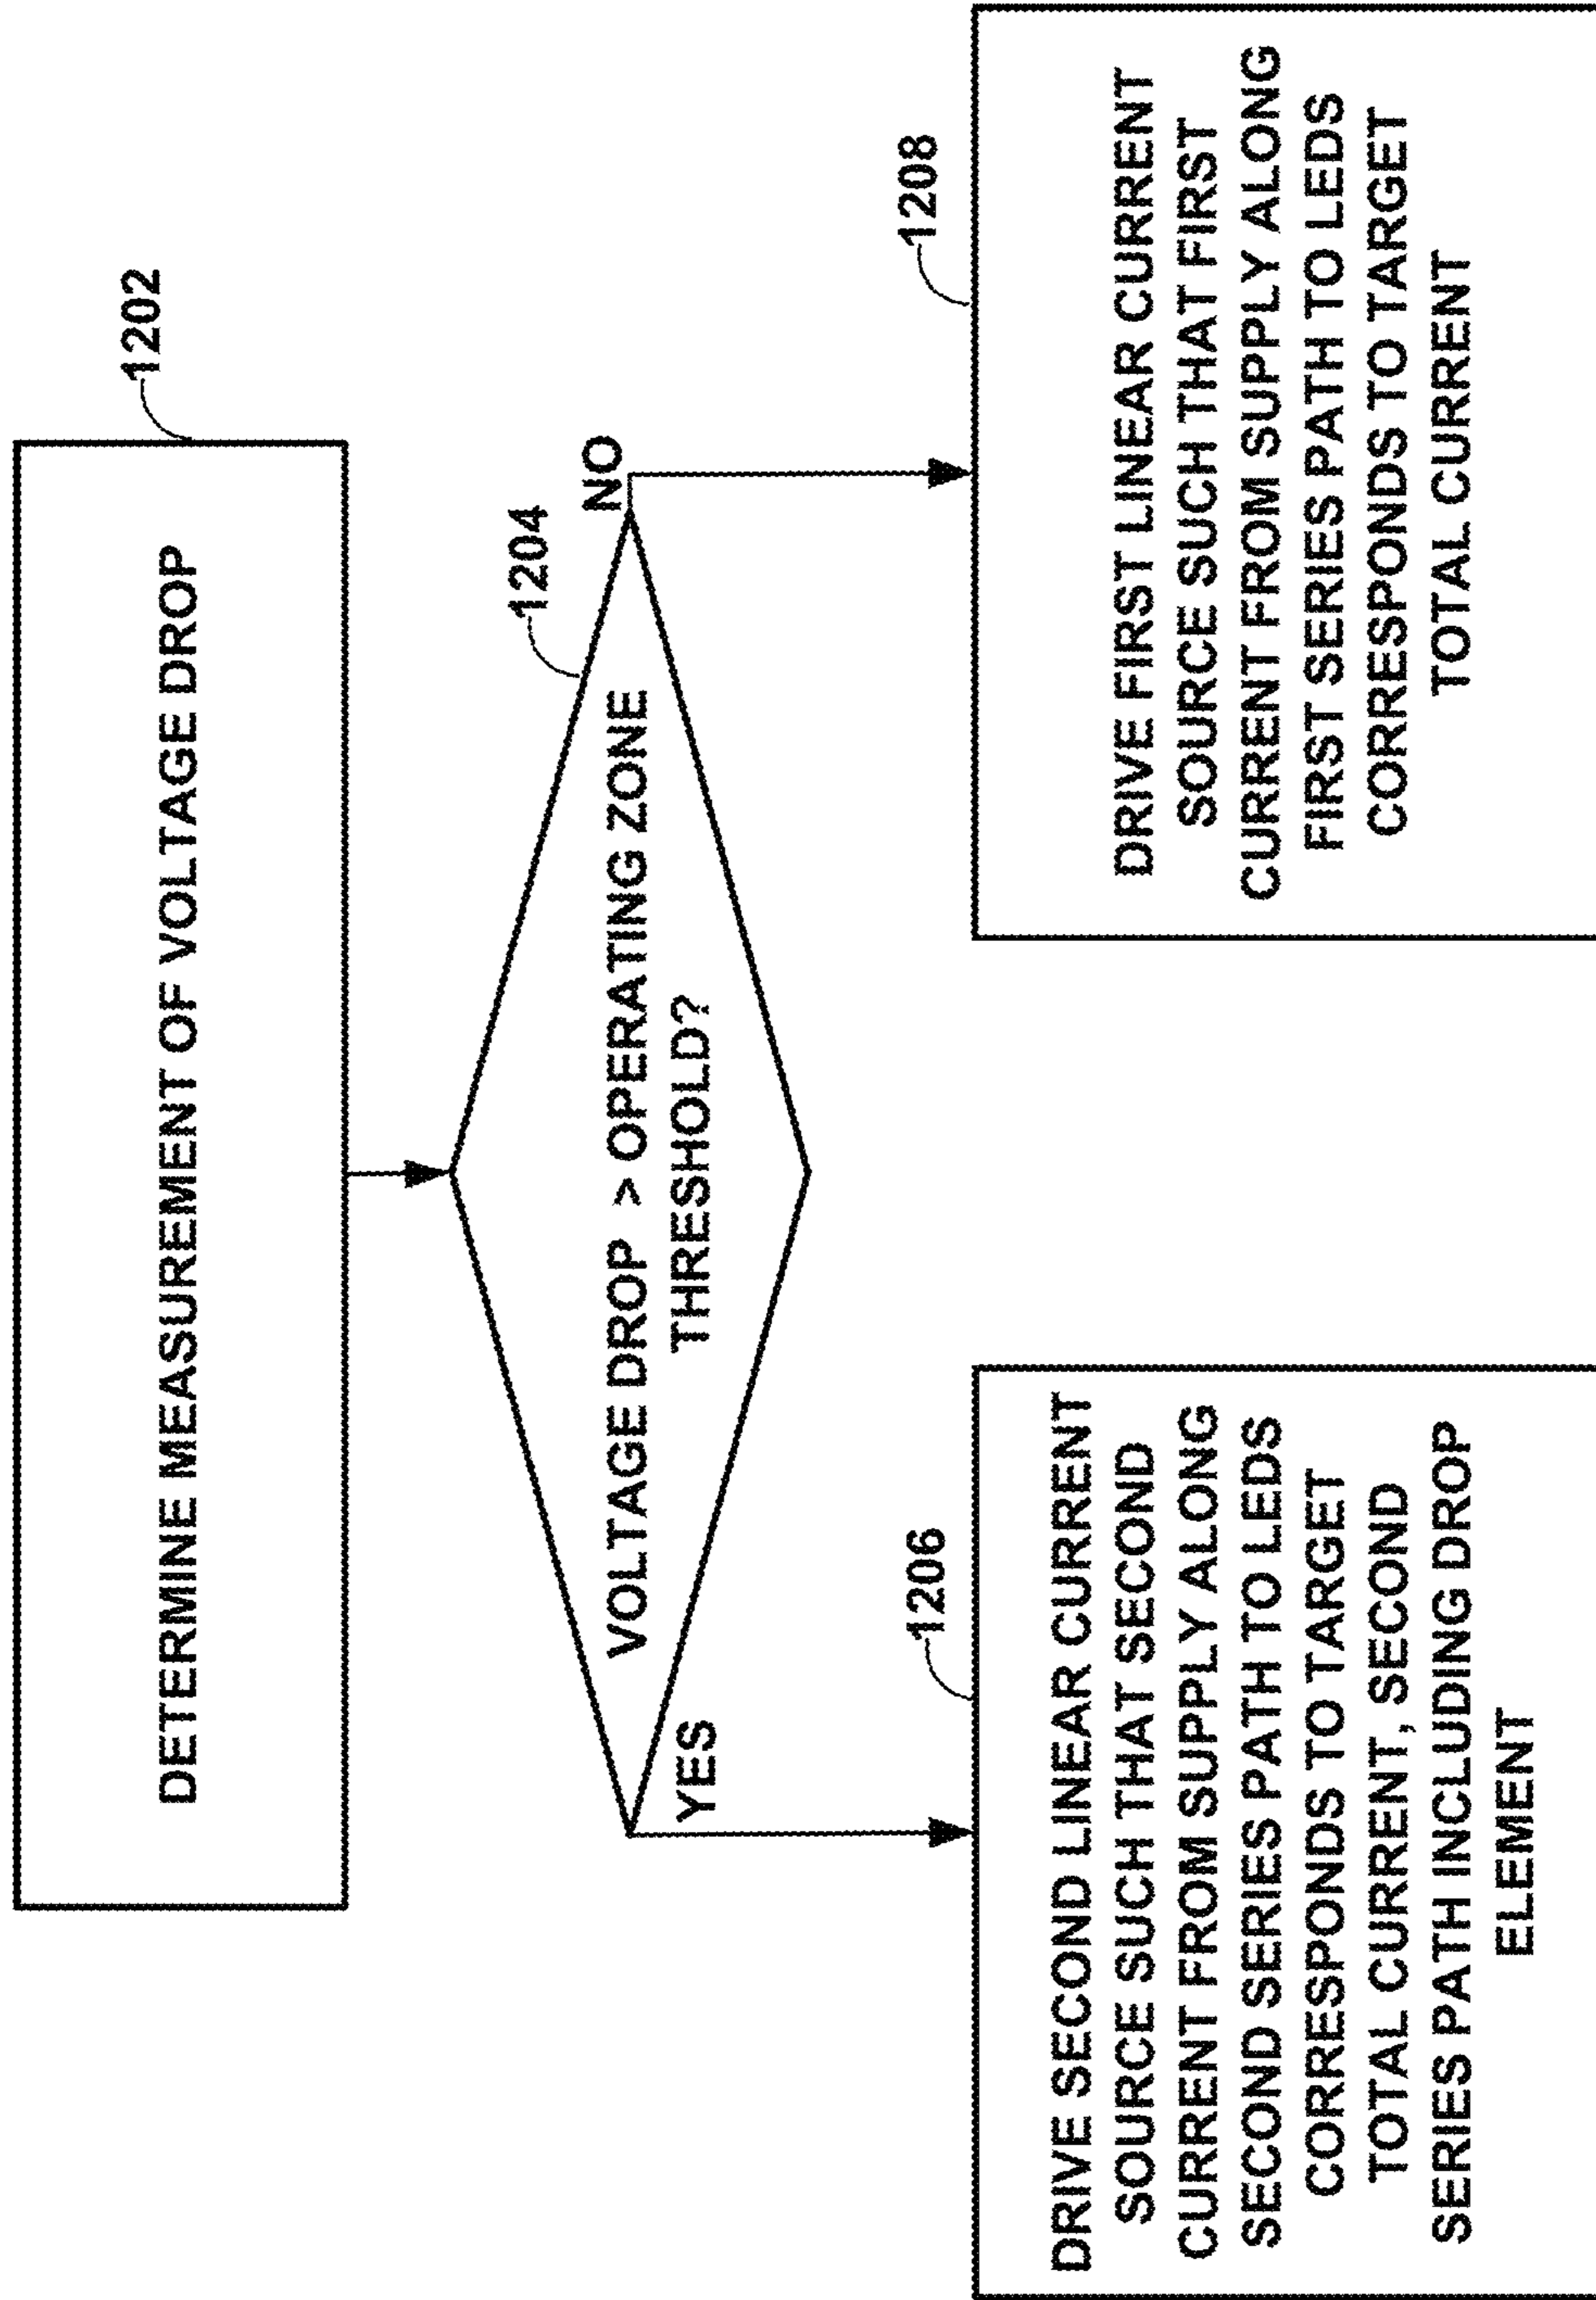 1202
DETERMINE MEASUREMENT OF VOLTAGE DROP
1204
VOLTAGE DROP > OPERATING ZONE
THRESHOLD?
YES
NO
1206
DRIVE SECOND LINEAR CURRENT
SOURCE SUCH THAT SECOND
CURRENT FROM SUPPLY ALONG
SECOND SERIES PATH TO LEDS
CORRESPONDS TO TARGET
TOTAL CURRENT, SECOND
SERIES PATH INCLUDING DROP
ELEMENT
1208
DRIVE FIRST LINEAR CURRENT
SOURCE SUCH THAT FIRST
CURRENT FROM SUPPLY ALONG
FIRST SERIES PATH TO LEDS
CORRESPONDS TO TARGET
TOTAL CURRENT